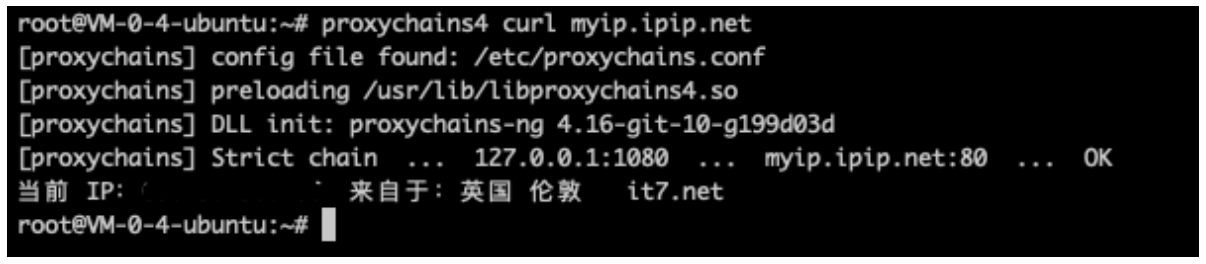 root@VM-0-4-ubuntu:~# proxychains4 curl myip.ipip.net
[proxychains] config file found: /etc/proxychains.conf
[proxychains] preloading /usr/lib/libproxychains4.so
[proxychains] DLL init: proxychains-ng 4.16-git-10-g199d03d
[proxychains] Strict chain ... 127.0.0.1:1080 ... myip.ipip.net:80 ... OK
当前 IP: 来自于: 英国 伦敦 it7.net
root@VM-0-4-ubuntu:~#